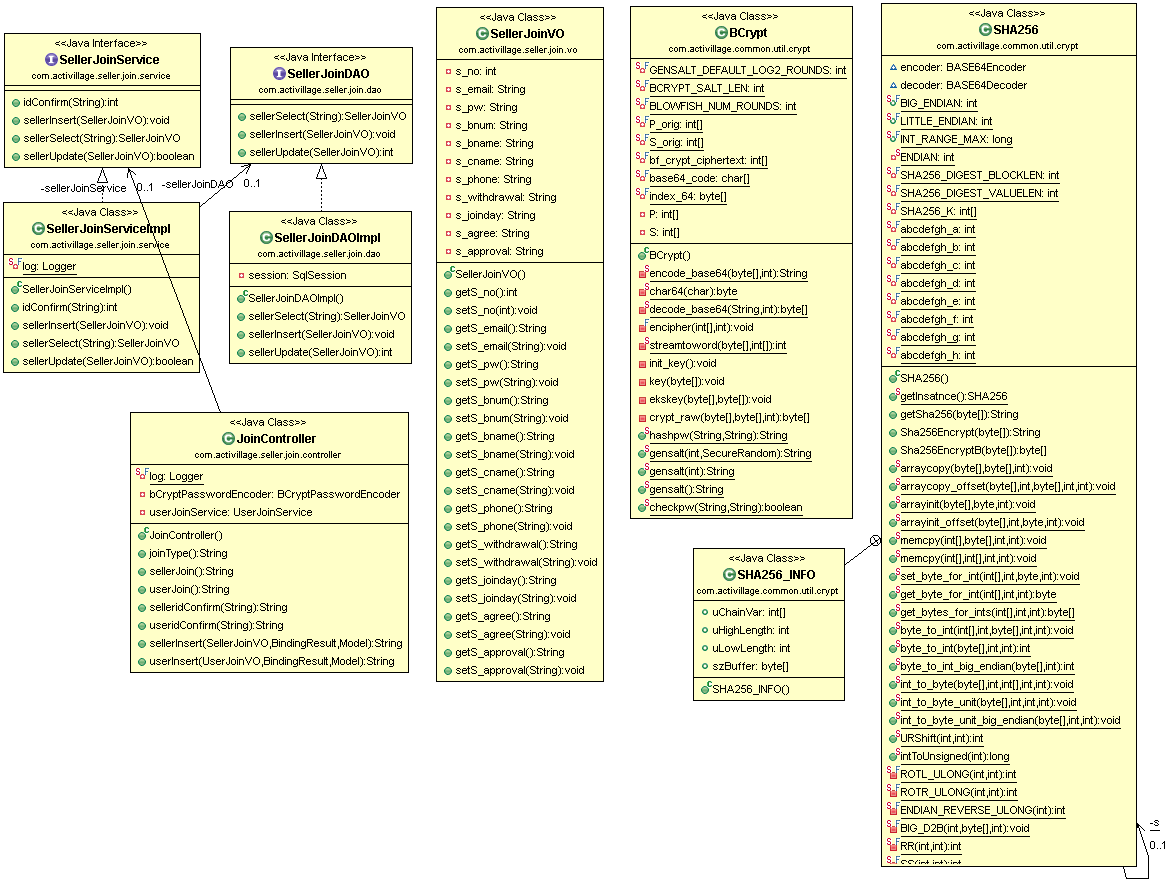 <<Java Interface>>
SellerJoinService
com.activillage.seller.join.service
idConfirm(String):int
sellerInsert(SellerJoinVO):void
sellerSelect(String):SellerJoinVO
sellerUpdate(SellerJoinVO):boolean
<<Java Interface>>
SellerJoinDAO
com.activillage.seller.join.dao
sellerSelect(String):SellerJoinVO
sellerInsert(SellerJoinVO):void
sellerUpdate(SellerJoinVO):int
-sellerJoinService
0..1
-sellerJoinDAO
0..1
<<Java Class>>
SellerJoinServiceImpl
com.activillage.seller.join.service
log: Logger
SellerJoinServiceImpl()
idConfirm(String):int
sellerInsert(SellerJoinVO):void
sellerSelect(String):SellerJoinVO
sellerUpdate(SellerJoinVO):boolean
<<Java Class>>
SellerJoinDAOImpl
com.activillage.seller.join.dao
session: SqlSession
SellerJoinDAOImpl()
sellerSelect(String):SellerJoinVO
sellerInsert(SellerJoinVO):void
sellerUpdate(SellerJoinVO):int
<<Java Class>>
JoinController
com.activillage.seller.join.controller
log: Logger
bCryptPasswordEncoder: BCryptPasswordEncoder
userJoinService: UserJoinService
JoinController()
joinType():String
sellerJoin():String
userJoin():String
selleridConfirm(String):String
useridConfirm(String):String
sellerInsert(SellerJoinVO,BindingResult,Model):String
userInsert(UserJoinVO,BindingResult,Model):String
<<Java Class>>
SellerJoinVO
com.activillage.seller.join.vo
s_no: int
s_email: String
s_pw: String
s_bnum: String
s_bname: String
s_cname: String
s_phone: String
s_withdrawal: String
s_joinday: String
s_agree: String
s_approval: String
SellerJoinVO()
getS_no():int
setS_no(int):void
getS_email():String
setS_email(String):void
getS_pw():String
setS_pw(String):void
getS_bnum():String
setS_bnum(String):void
getS_bname():String
setS_bname(String):void
getS_cname():String
setS_cname(String):void
getS_phone():String
setS_phone(String):void
getS_withdrawal():String
setS_withdrawal(String):void
getS_joinday():String
setS_joinday(String):void
getS_agree():String
setS_agree(String):void
getS_approval():String
setS_approval(String):void
<<Java Class>>
BCrypt
com.activillage.common.util.crypt
GENSALT_DEFAULT_LOG2_ROUNDS: int
BCRYPT_SALT_LEN: int
BLOWFISH_NUM_ROUNDS: int
P_orig: int[]
S_orig: int[]
bf_crypt_ciphertext: int[]
base64_code: char[]
index_64: byte[]
P: int[]
S: int[]
BCrypt()
encode_base64(byte[],int):String
char64(char):byte
decode_base64(String,int):byte[]
encipher(int[],int):void
streamtoword(byte[],int[]):int
init_key():void
key(byte[]):void
ekskey(byte[],byte[]):void
crypt_raw(byte[],byte[],int):byte[]
hashpw(String,String):String
gensalt(int,SecureRandom):String
gensalt(int):String
gensalt():String
checkpw(String,String):boolean
<<Java Class>>
SHA256_INFO
com.activillage.common.util.crypt
uChainVar: int[]
uHighLength: int
uLowLength: int
szBuffer: byte[]
SHA256_INFO()
<<Java Class>>
SHA256
com.activillage.common.util.crypt
encoder: BASE64Encoder
decoder: BASE64Decoder
BIG_ENDIAN: int
LITTLE_ENDIAN: int
INT_RANGE_MAX: long
ENDIAN: int
SHA256_DIGEST_BLOCKLEN: int
SHA256_DIGEST_VALUELEN: int
SHA256_K: int[]
abcdefgh_a: int
abcdefgh_b: int
abcdefgh_c: int
abcdefgh_d: int
abcdefgh_e: int
abcdefgh_f: int
abcdefgh_g: int
abcdefgh_h: int
SHA256()
getInsatnce():SHA256
getSha256(byte[]):String
Sha256Encrypt(byte[]):String
Sha256EncryptB(byte[]):byte[]
arraycopy(byte[],byte[],int):void
arraycopy_offset(byte[],int,byte[],int,int):void
arrayinit(byte[],byte,int):void
arrayinit_offset(byte[],int,byte,int):void
memcpy(int[],byte[],int,int):void
memcpy(int[],int[],int,int):void
set_byte_for_int(int[],int,byte,int):void
get_byte_for_int(int[],int,int):byte
get_bytes_for_ints(int[],int,int):byte[]
byte_to_int(int[],int,byte[],int,int):void
byte_to_int(byte[],int,int):int
byte_to_int_big_endian(byte[],int):int
int_to_byte(byte[],int,int[],int,int):void
int_to_byte_unit(byte[],int,int,int):void
int_to_byte_unit_big_endian(byte[],int,int):void
URShift(int,int):int
intToUnsigned(int):long
ROTL_ULONG(int,int):int
ROTR_ULONG(int,int):int
ENDIAN_REVERSE_ULONG(int):int
BIG_D2B(int,byte[],int):void
RR(int,int):int
SS(int,int):int
-s
0..1